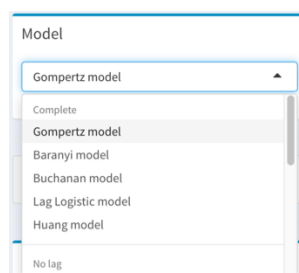 Model
Gompertz model
Complete
Gompertz model
Baranyi model
Buchanan model
Lag Logistic model
Huang model
No lag